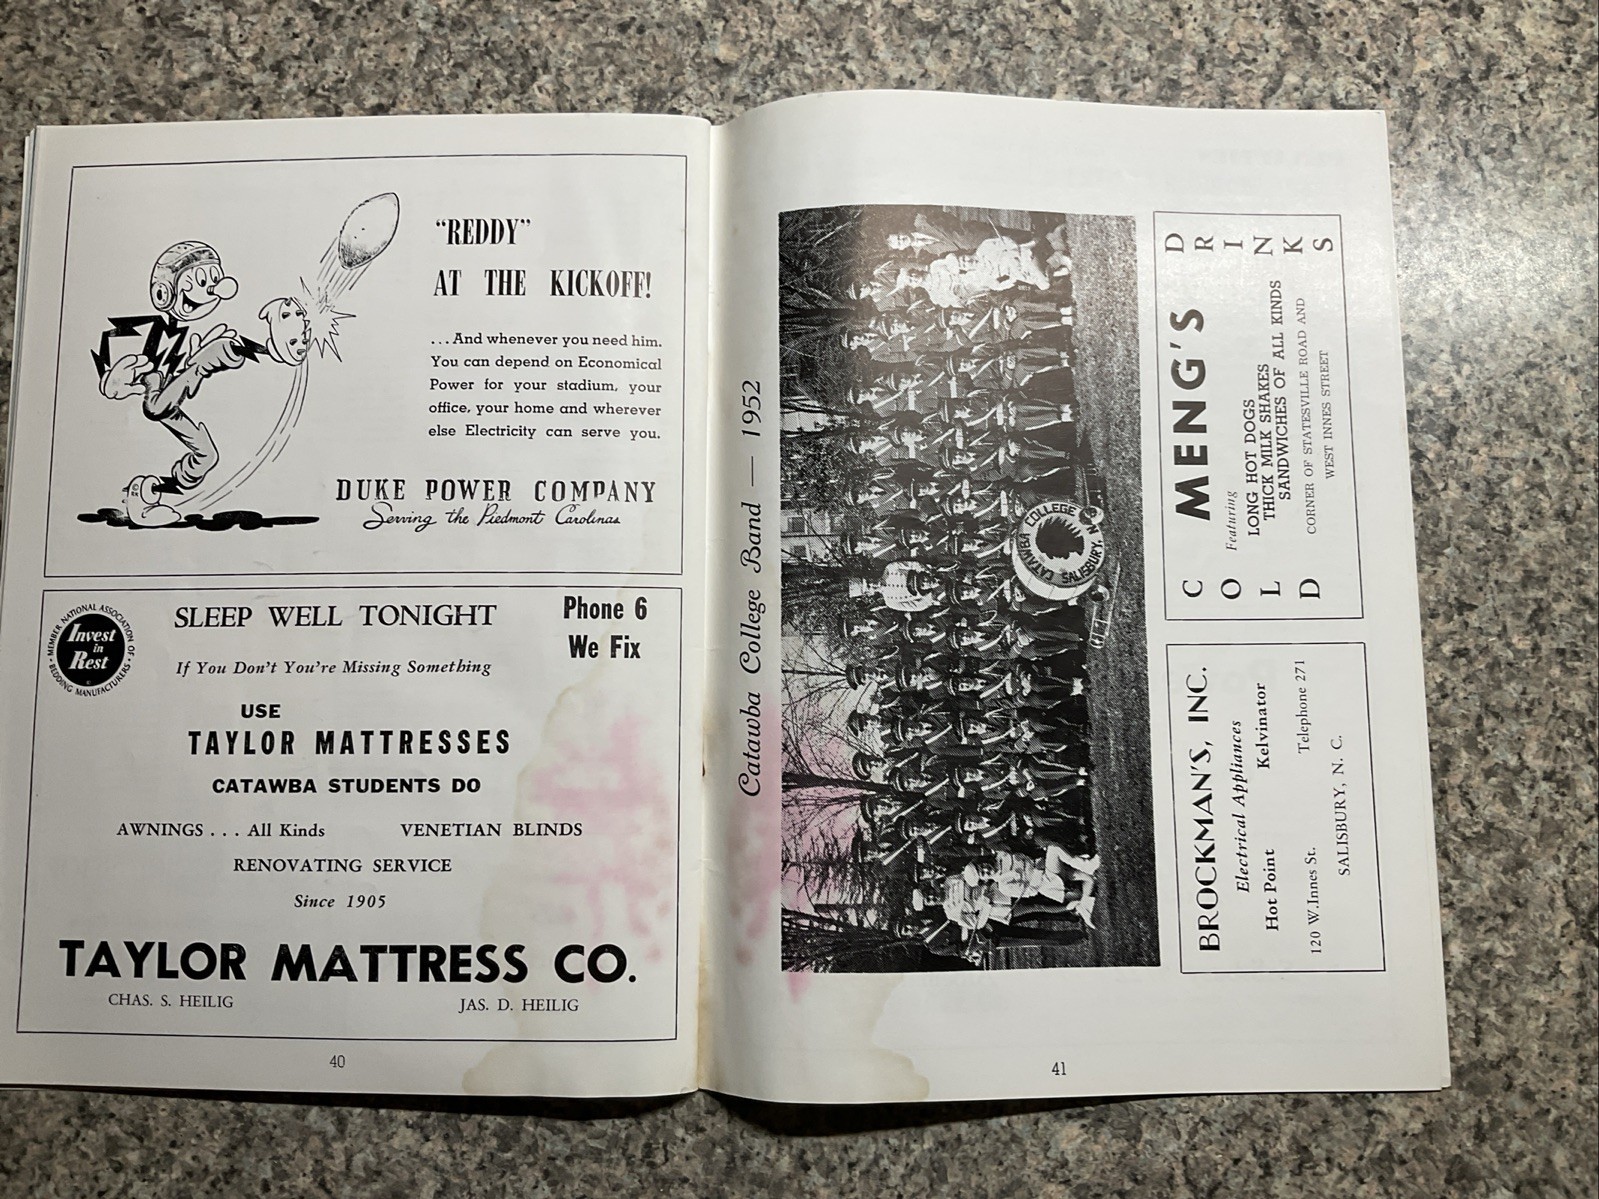 "REDDY"
AT THE KICKOFF!
...And whenever you need him.
You can depend on Economical
Power for your stadium, your
office, your home and wherever
else Electricity can serve you.
DUKE POWER COMPANY
Serving the Piedmont Carolinas
MEMBER NATIONAL ASSOCIATION OF BEDDING MANUFACTURERS
Invest
in
Rest
SLEEP WELL TONIGHT
If You Don't You're Missing Something
Phone 6
We Fix
USE
TAYLOR MATTRESSES
CATAWBA STUDENTS DO
AWNINGS . . . All Kinds VENETIAN BLINDS
RENOVATING SERVICE
Since 1905
TAYLOR MATTRESS CO.
CHAS. S. HEILIG JAS. D. HEILIG
40
Catawba College Band — 1952
CATAWBA COLLEGE
SALISBURY, N
MENG'S
COLD
DRINKS
Featuring
LONG HOT DOGS
THICK MILK SHAKES
SANDWICHES OF ALL KINDS
CORNER OF STATESVILLE ROAD AND
WEST INNES STREET
BROCKMAN'S, INC.
Electrical Appliances
Hot Point Kelvinator
120 W. Innes St. Telephone 271
SALISBURY, N. C.
41